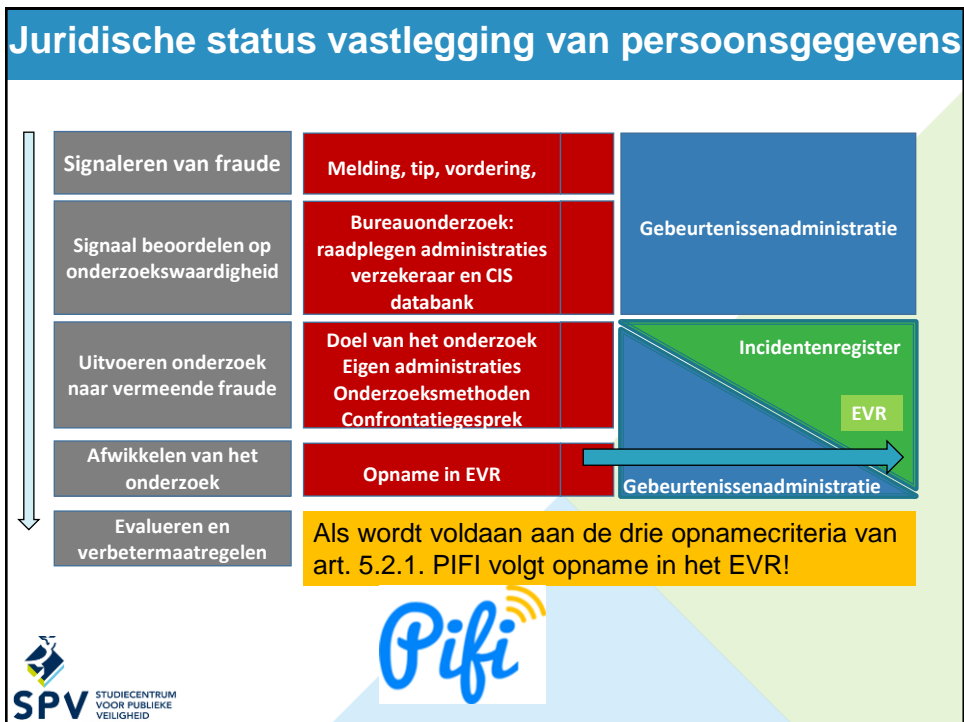 Juridische status vastlegging van persoonsgegevens
Signaleren van fraude
Melding, tip, vordering,
Gebeurtenissenadministratie
Signaal beoordelen op
onderzoekswaardigheid
Bureauonderzoek:
raadplegen administraties
verzekeraar en CIS
databank
Uitvoeren onderzoek
naar vermeende fraude
Doel van het onderzoek
Eigen administraties
Onderzoeksmethoden
Confrontatiegesprek
Incidentenregister
EVR
Afwikkelen van het
onderzoek
Opname in EVR
Gebeurtenissenadministratie
Evalueren en
verbetermaatregelen
Als wordt voldaan aan de drie opnamecriteria van
art. 5.2.1. PIFI volgt opname in het EVR!
Pifi
SPV
STUDIECENTRUM
VOOR PUBLIEKE
VEILIGHEID